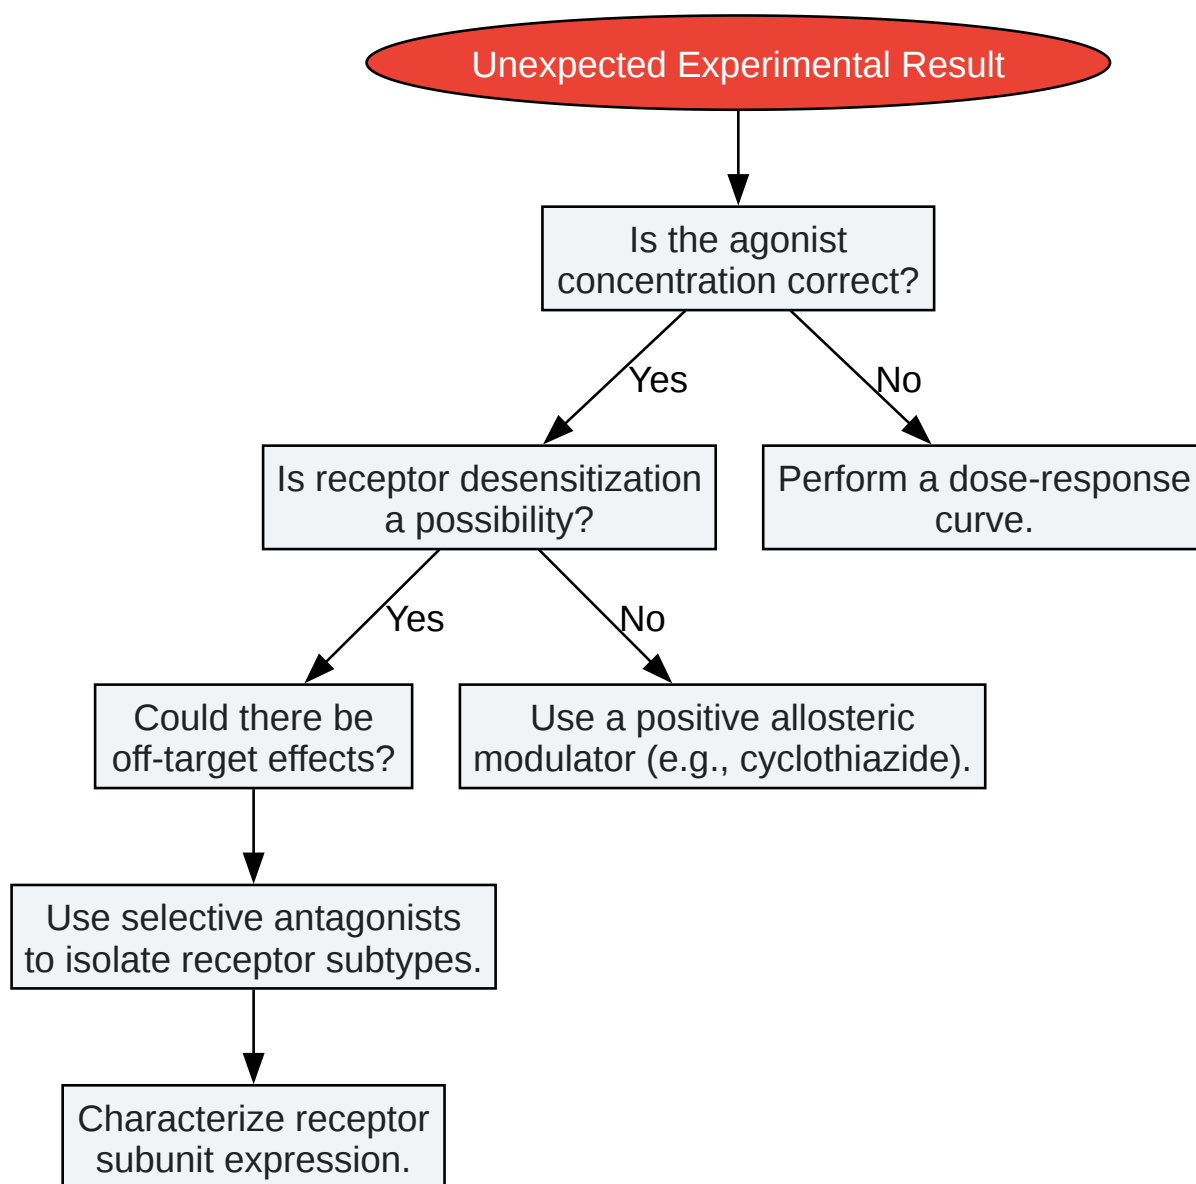 Unexpected Experimental Result
Is the agonist
concentration correct?
Yes
No
Is receptor desensitization
a possibility?
Perform a dose-response
curve.
Yes
No
Could there be
off-target effects?
Use a positive allosteric
modulator (e.g., cyclothiazide).
Use selective antagonists
to isolate receptor subtypes.
Characterize receptor
subunit expression.